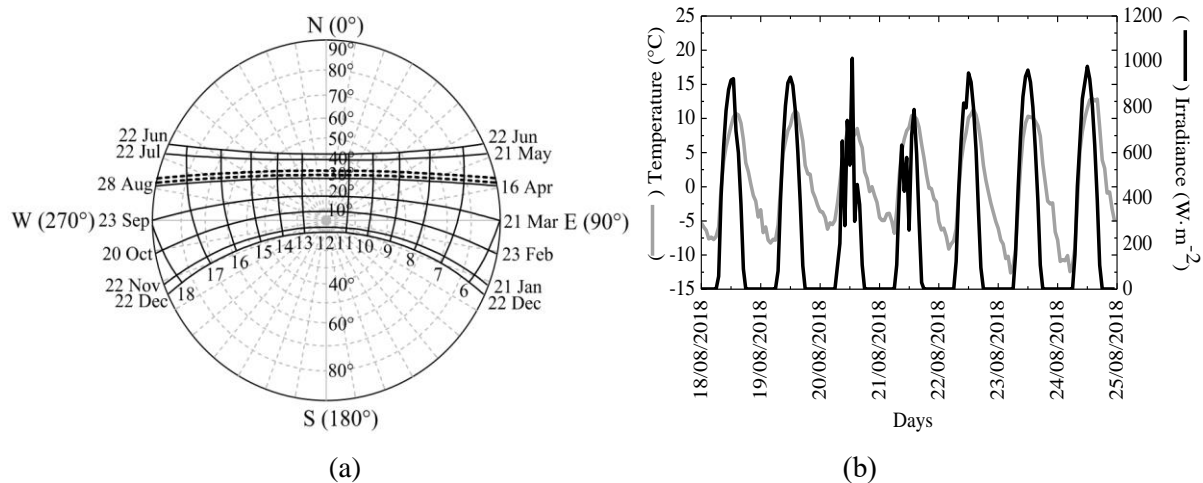 N (0°)
90°
80°
70°
60°
50°
40°
30°
20°
10°
22 Jun
22 Jul
28 Aug
W (270°) 23 Sep
20 Oct
22 Nov
22 Dec
22 Jun
21 May
16 Apr
21 Mar E (90°)
23 Feb
21 Jan
22 Dec
18 17 16 15 14 13 12 11 10 9 8 7 6
40°
60°
80°
S (180°)
(a)
( ) Temperature (°C)
25
20
15
10
5
0
-5
-10
-15
1200
1000
800
600
400
200
0
( ) Irradiance (W·m-2)
18/08/2018
19/08/2018
20/08/2018
21/08/2018
22/08/2018
23/08/2018
24/08/2018
25/08/2018
Days
(b)